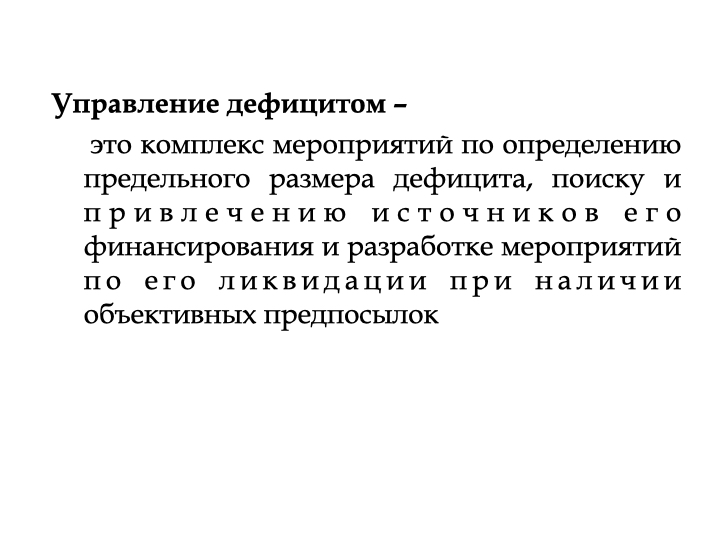 Управление дефицитом –
это комплекс мероприятий по определению
предельного размера дефицита, поиску и
привлечению источников его
финансирования и разработке мероприятий
по его ликвидации при наличии
объективных предпосылок